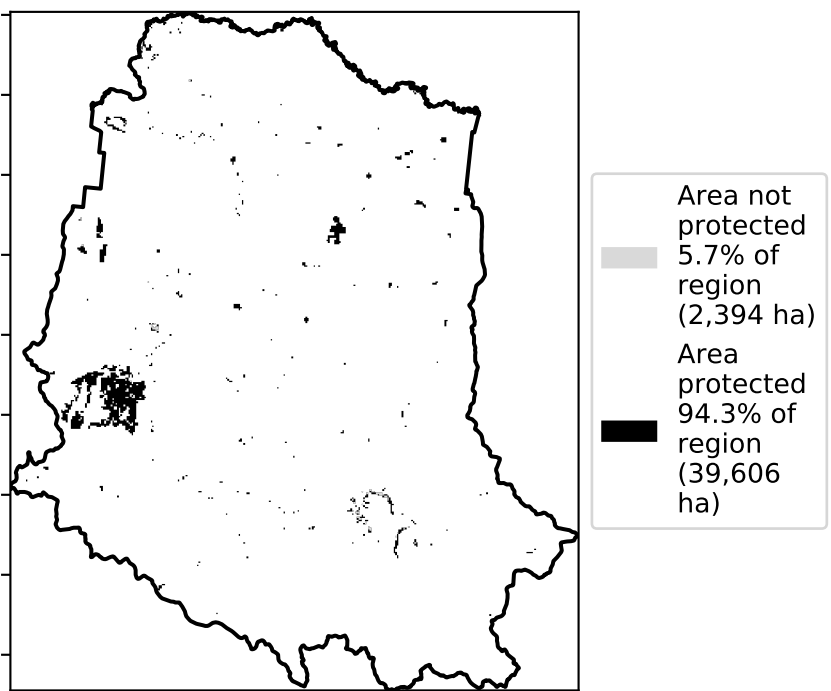 Area not
protected
5.7% of
region
(2,394 ha)
Area
protected
94.3% of
region
(39,606
ha)